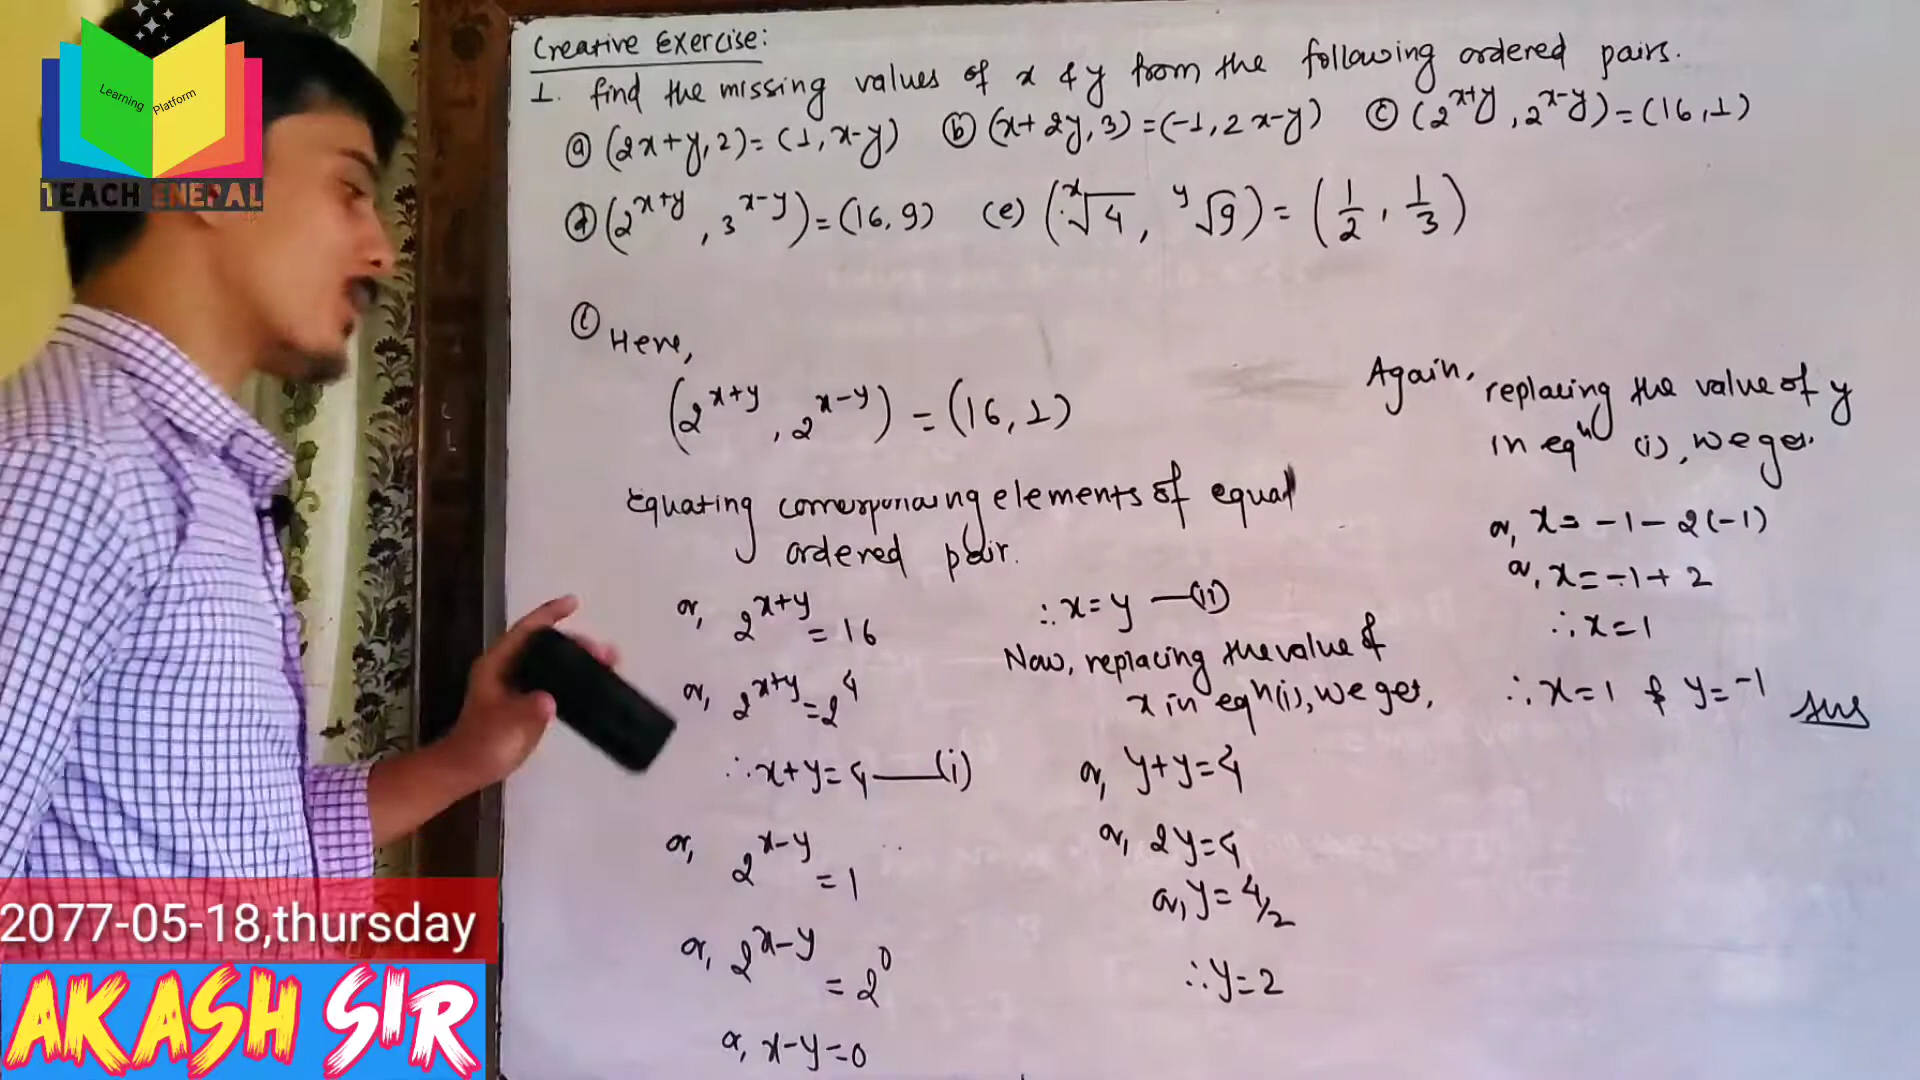 Learning Platform
TEACH ENEPAL
Creative Exercise:
1. find the missing values of x & y from the following ordered pairs.
ⓐ (2x+y, 2) = (1, x-y) ⓑ (x+2y, 3) = (-1, 2x-y) ⓒ (2^{x+y}, 2^{x-y}) = (16, 1)
ⓓ (2^{x+y}, 3^{x-y}) = (16, 9) (e) (ˣ√4, ʸ√9) = (1/2, 1/3)
ⓒ Here,
(2^{x+y}, 2^{x-y}) = (16, 1)
Equating corresponding elements of equal
ordered pair.
or, 2^{x+y} = 16
or, 2^{x+y} = 2^4
∴ x+y = 4 —(i)
or, 2^{x-y} = 1
or, 2^{x-y} = 2^0
or, x-y = 0
∴ x = y —(ii)
Now, replacing the value of
x in eqⁿ (i), we get,
or, y+y = 4
or, 2y = 4
or, y = 4/2
∴ y = 2
Again, replacing the value of y
in eqⁿ (i), we get.
or, x = -1 - 2(-1)
or, x = -1 + 2
∴ x = 1
∴ x = 1 & y = -1 Ans
2077-05-18,thursday
AKASH SIR